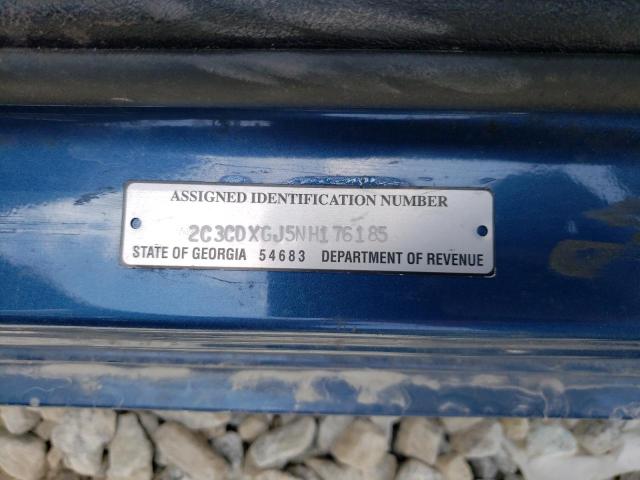 ASSIGNED IDENTIFICATION NUMBER
2C3CDXGJ5NH176185
STATE OF GEORGIA 54683 DEPARTMENT OF REVENUE